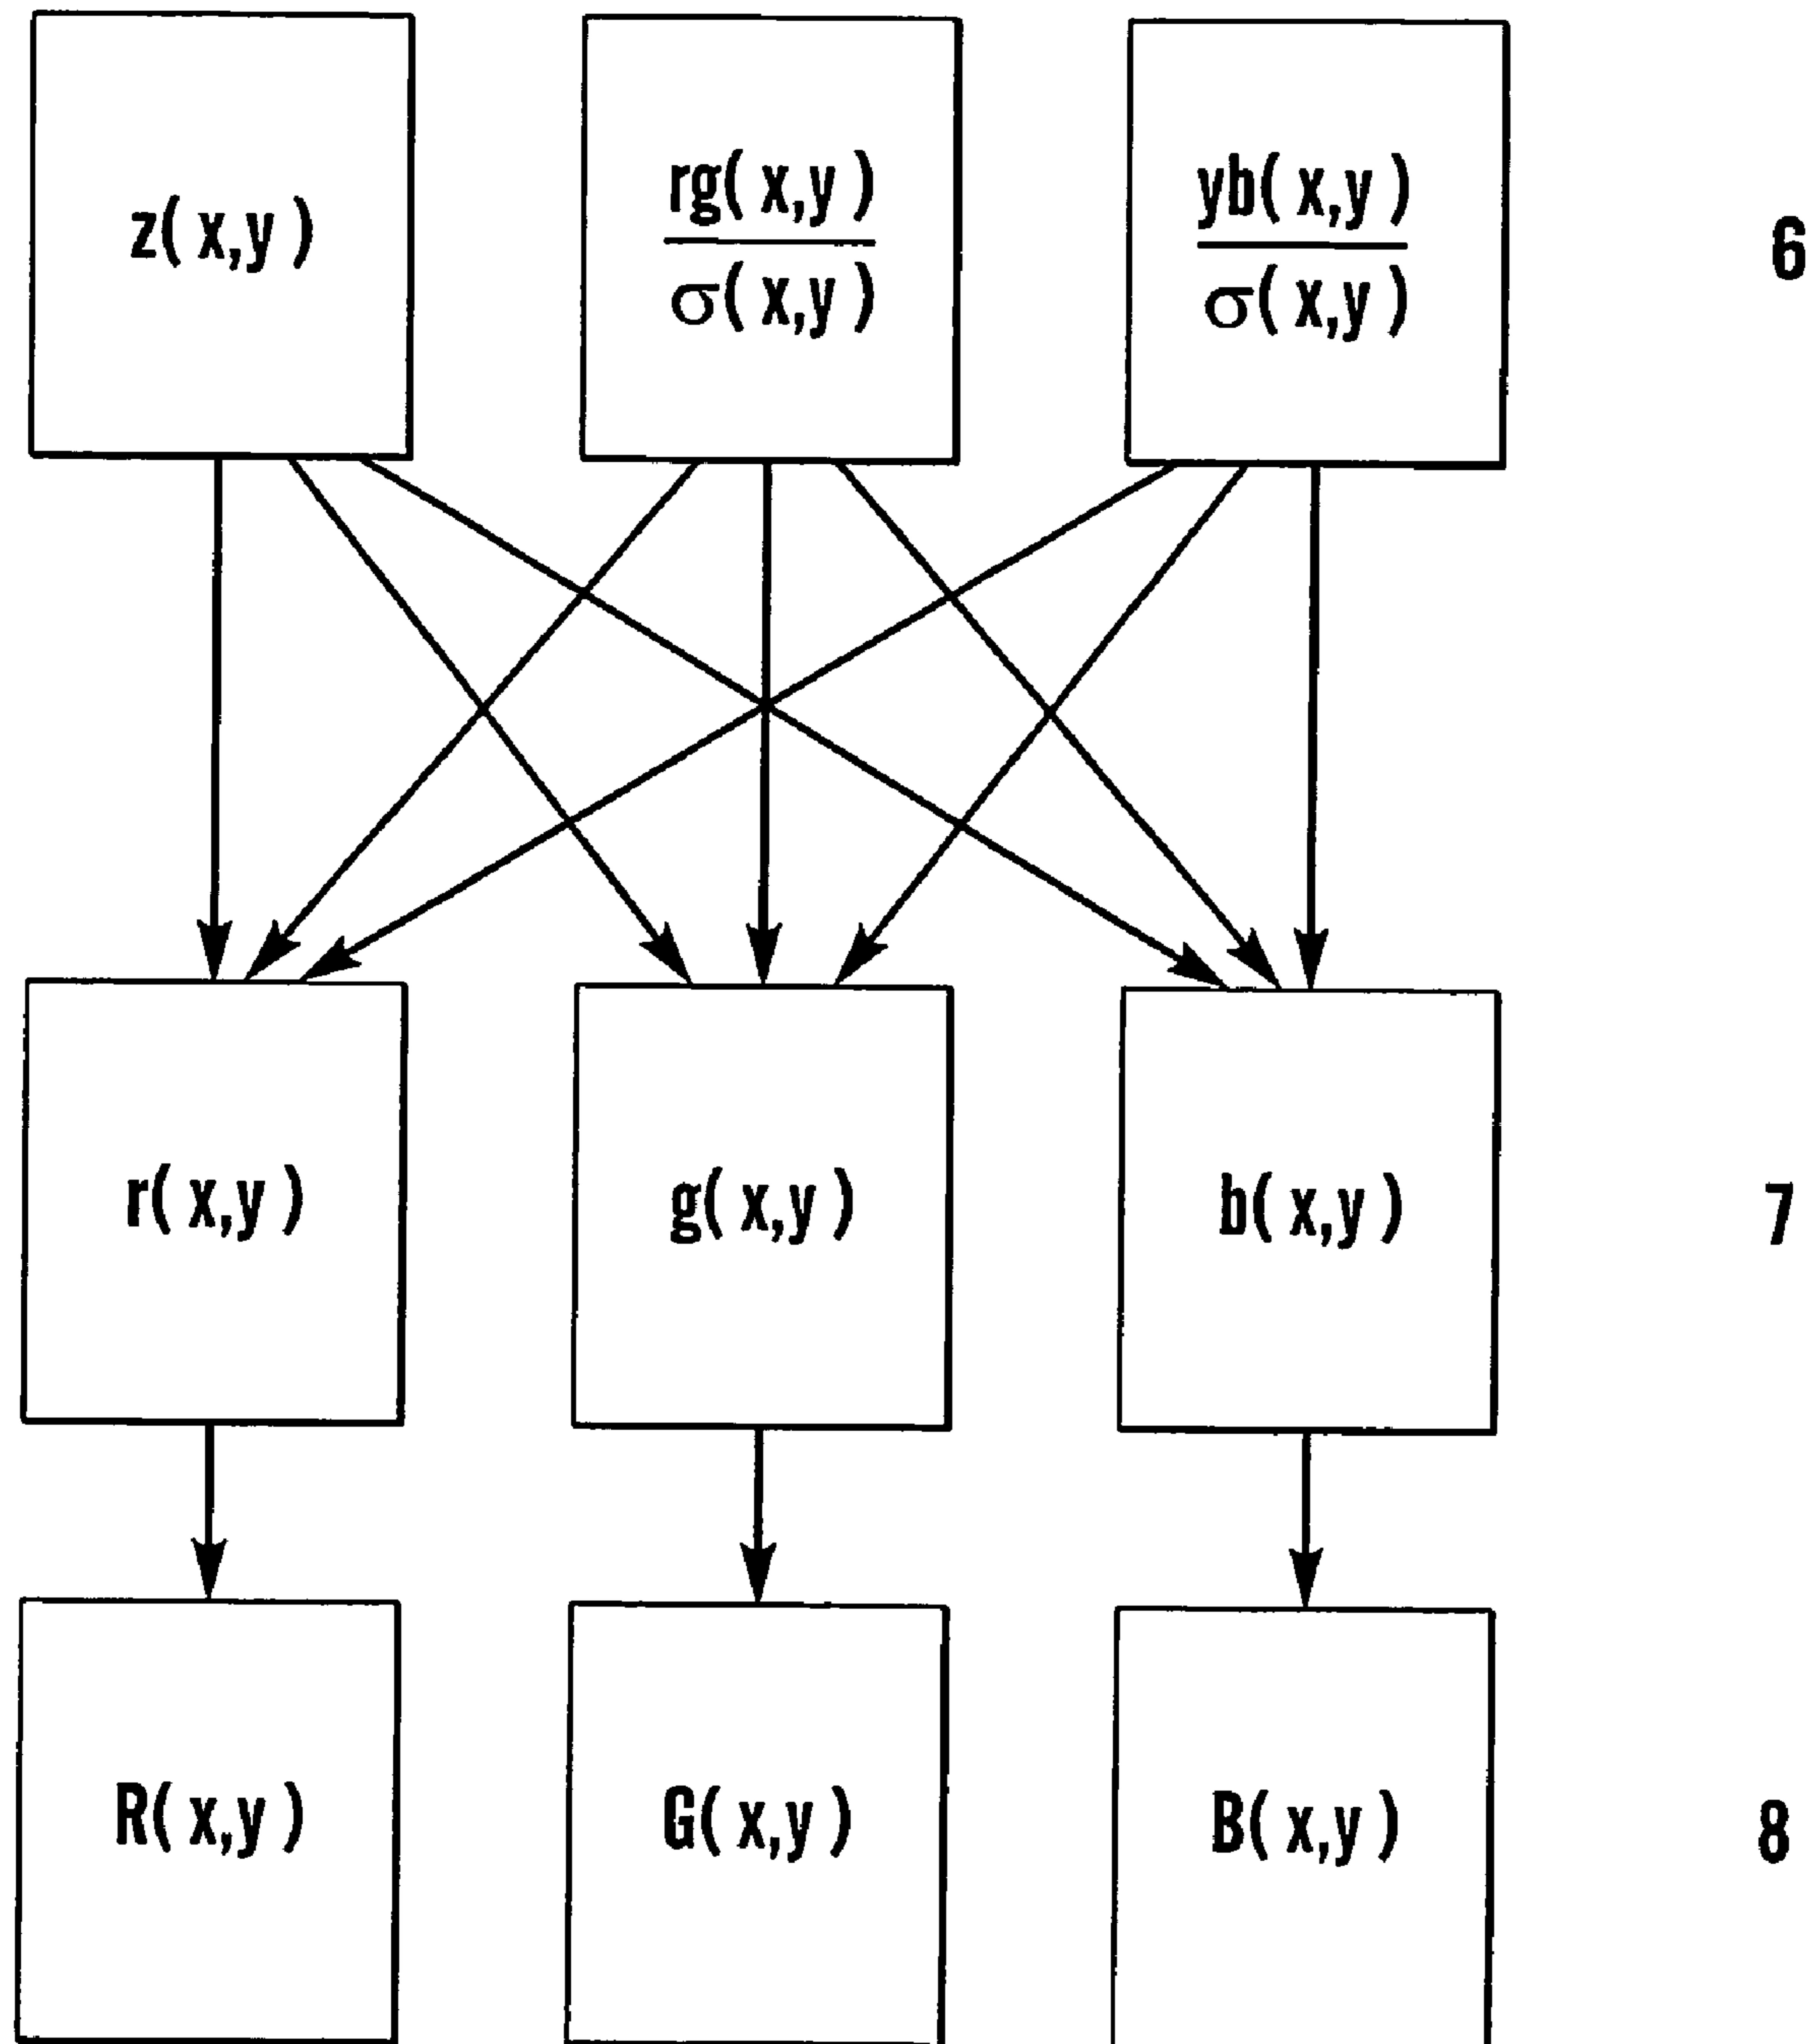 z(x,y)
rg(x,y)
σ(x,y)
yb(x,y)
σ(x,y)
6
r(x,y)
g(x,y)
b(x,y)
7
R(x,y)
G(x,y)
B(x,y)
8